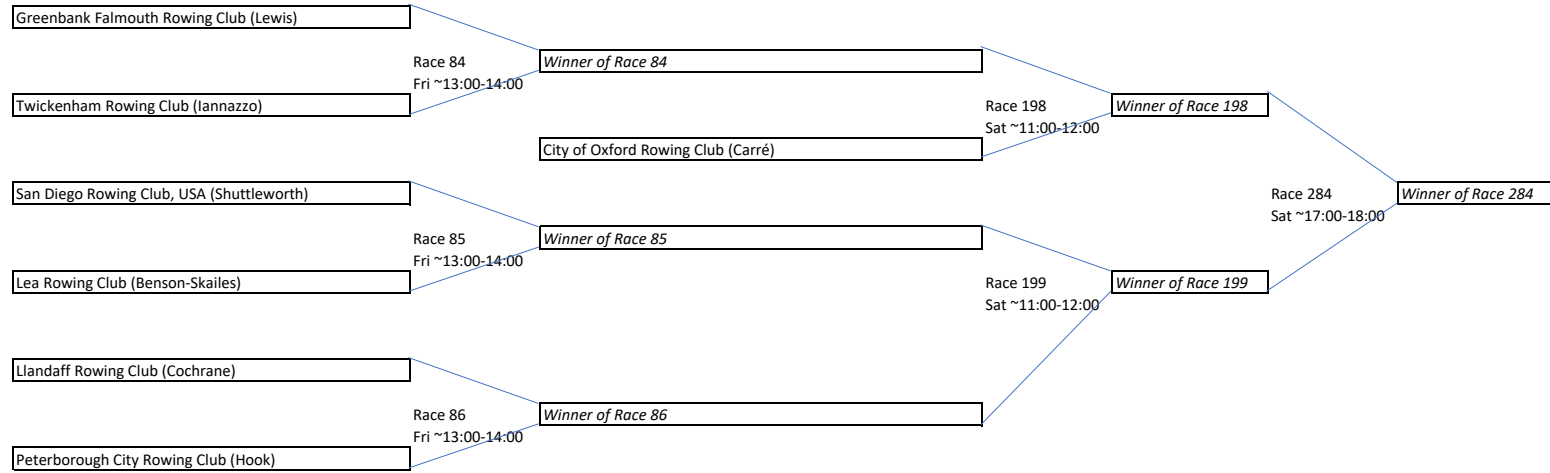 Greenbank Falmouth Rowing Club (Lewis)
Race 84
Fri ~13:00-14:00
Winner of Race 84
Twickenham Rowing Club (Iannazzo)
Race 198
Sat ~11:00-12:00
Winner of Race 198
City of Oxford Rowing Club (Carré)
San Diego Rowing Club, USA (Shuttleworth)
Race 284
Sat ~17:00-18:00
Winner of Race 284
Race 85
Fri ~13:00-14:00
Winner of Race 85
Lea Rowing Club (Benson-Skailes)
Race 199
Sat ~11:00-12:00
Winner of Race 199
Llandaff Rowing Club (Cochrane)
Race 86
Fri ~13:00-14:00
Winner of Race 86
Peterborough City Rowing Club (Hook)